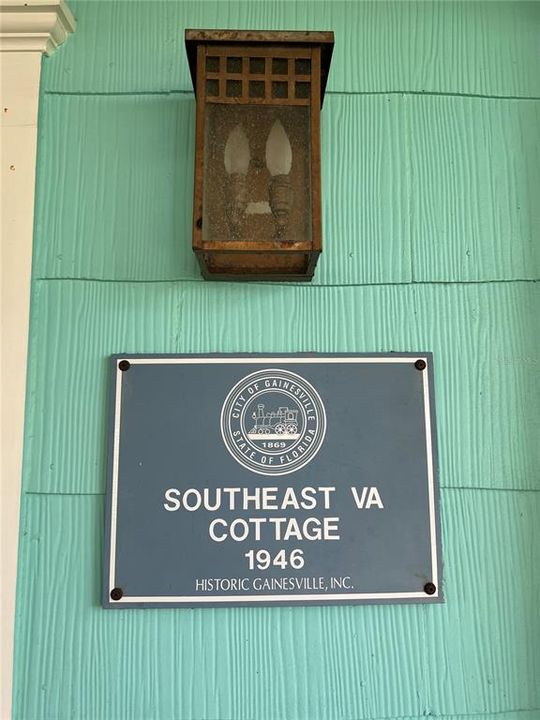 CITY OF GAINESVILLE
1869
STATE OF FLORIDA
SOUTHEAST VA
COTTAGE
1946
HISTORIC GAINESVILLE, INC.